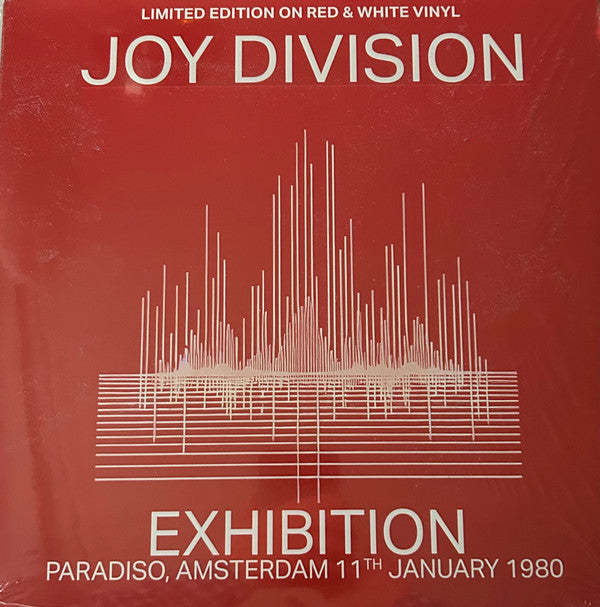 LIMITED EDITION ON RED & WHITE VINYL
JOY DIVISION
EXHIBITION
PARADISO, AMSTERDAM 11TH JANUARY 1980